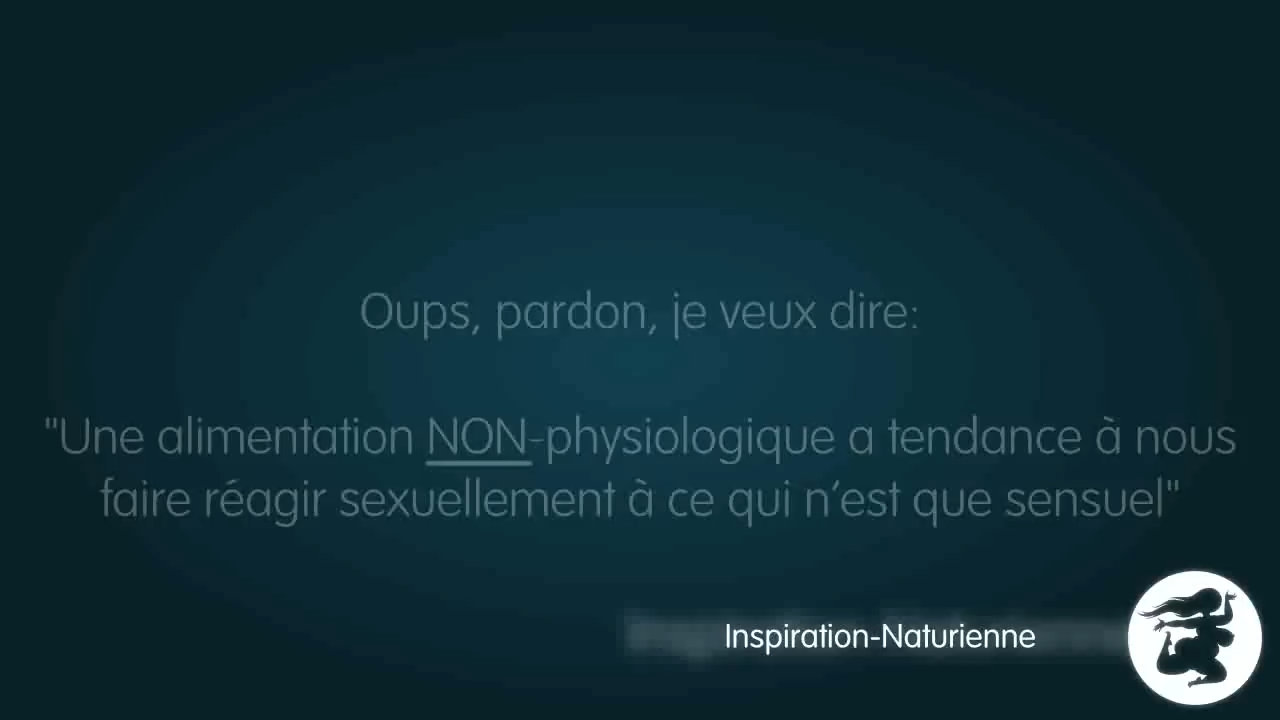 Oups, pardon, je veux dire:
"Une alimentation NON-physiologique a tendance à nous
faire réagir sexuellement à ce qui n’est que sensuel"
Inspiration-Naturienne